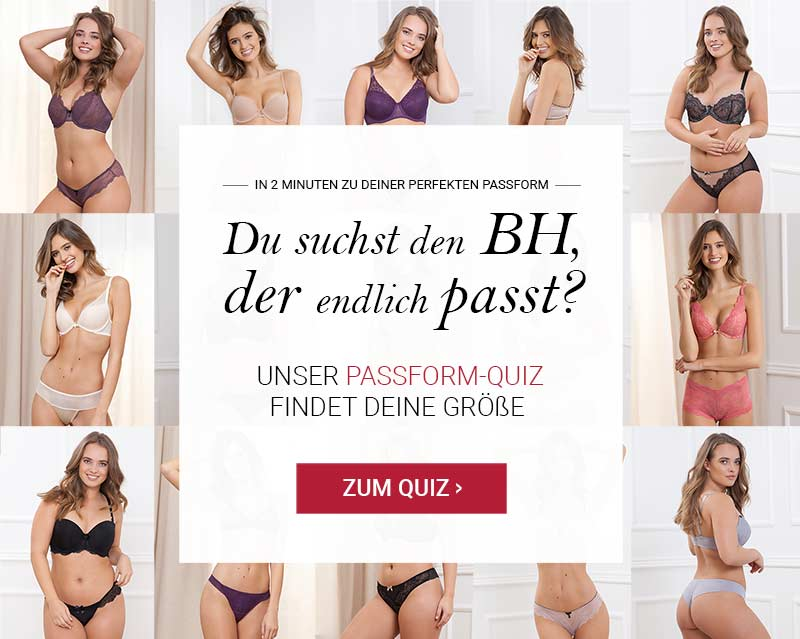 IN 2 MINUTEN ZU DEINER PERFEKTEN PASSFORM
Du suchst den BH,
der endlich passt?
UNSER PASSFORM-QUIZ
FINDET DEINE GRÖßE
ZUM QUIZ ›